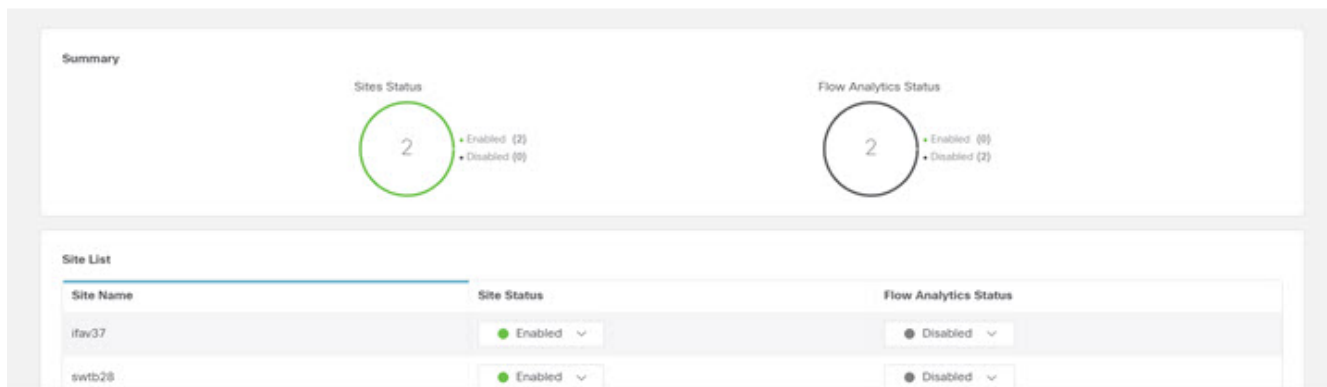 Summary
Sites Status
2
Enabled (2)
Disabled (0)
Flow Analytics Status
2
Enabled (0)
Disabled (2)
Site List
Site Name Site Status Flow Analytics Status
ifav37 Enabled Disabled
swtb28 Enabled Disabled